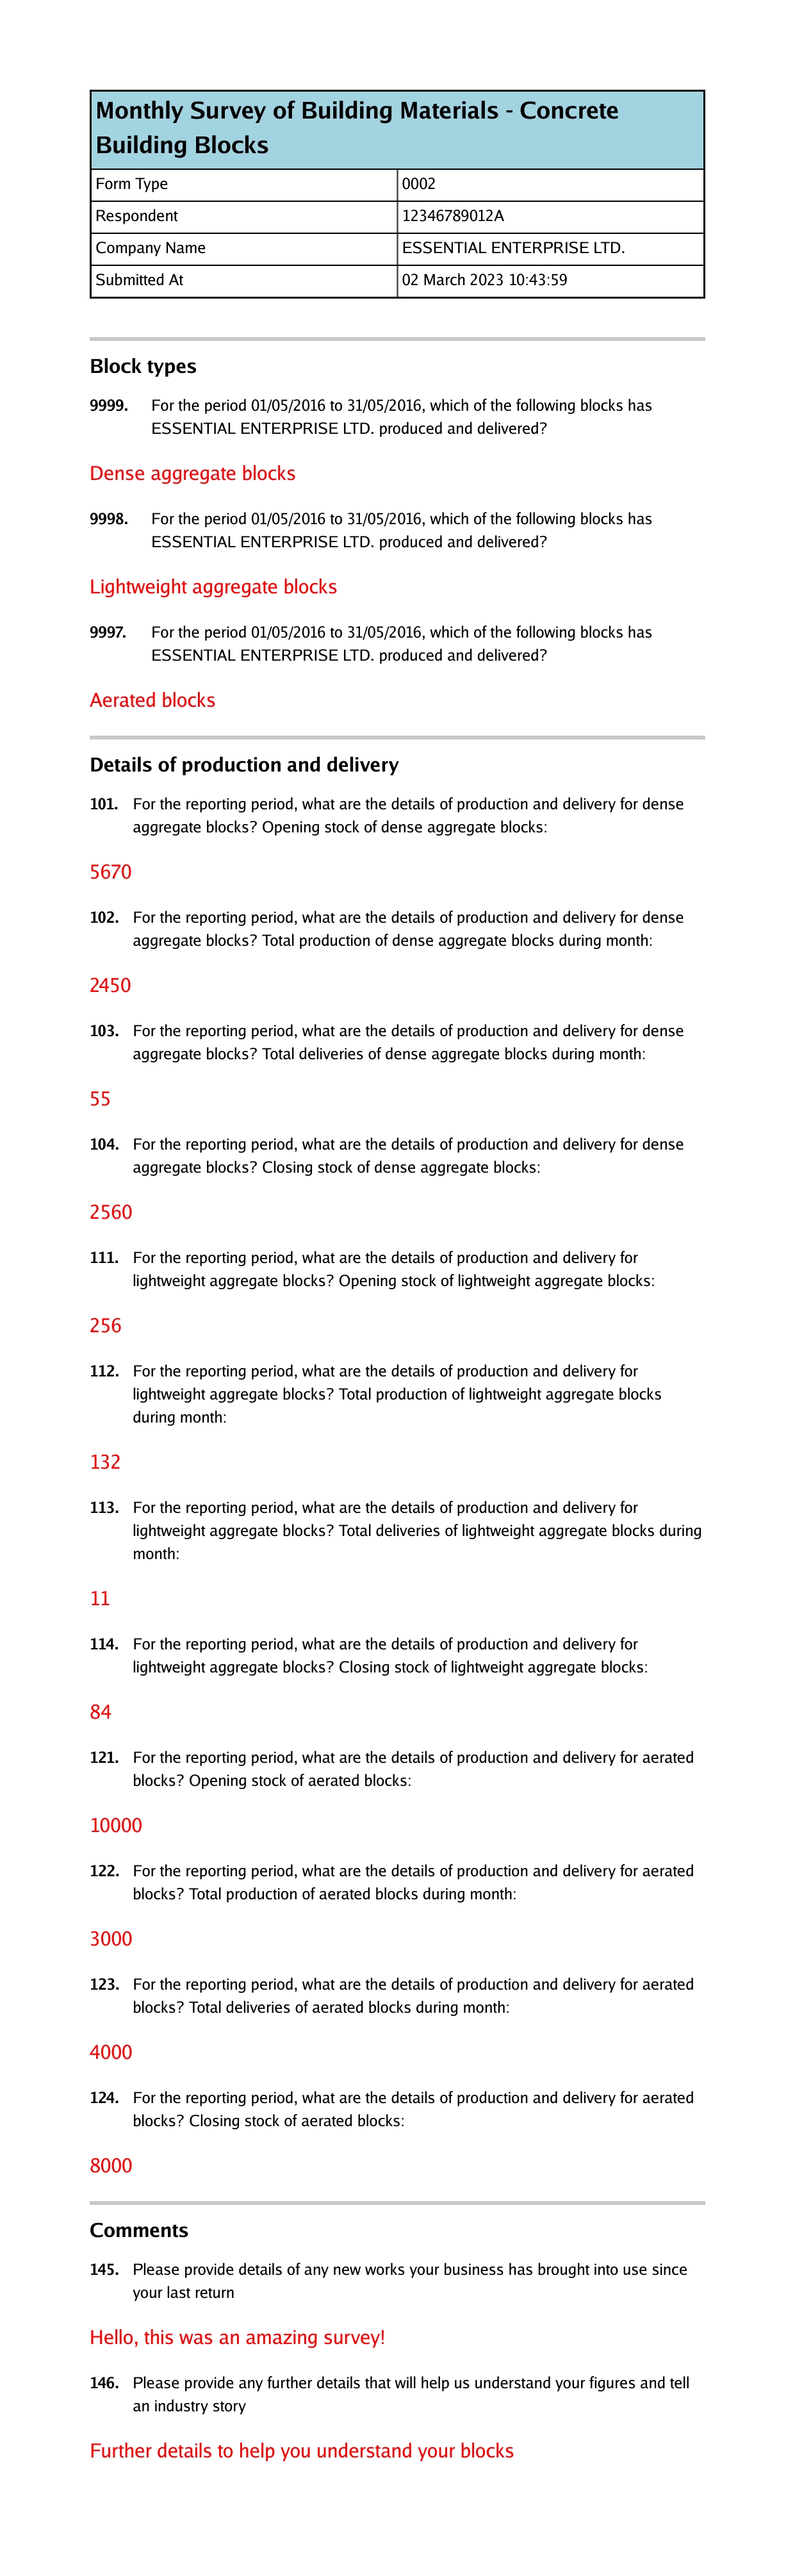 Monthly Survey of Building Materials - Concrete
Building Blocks
Form Type 0002
Respondent 12346789012A
Company Name ESSENTIAL ENTERPRISE LTD.
Submitted At 02 March 2023 10:43:59
Block types
9999. For the period 01/05/2016 to 31/05/2016, which of the following blocks has
ESSENTIAL ENTERPRISE LTD. produced and delivered?
Dense aggregate blocks
9998. For the period 01/05/2016 to 31/05/2016, which of the following blocks has
ESSENTIAL ENTERPRISE LTD. produced and delivered?
Lightweight aggregate blocks
9997. For the period 01/05/2016 to 31/05/2016, which of the following blocks has
ESSENTIAL ENTERPRISE LTD. produced and delivered?
Aerated blocks
Details of production and delivery
101. For the reporting period, what are the details of production and delivery for dense
aggregate blocks? Opening stock of dense aggregate blocks:
5670
102. For the reporting period, what are the details of production and delivery for dense
aggregate blocks? Total production of dense aggregate blocks during month:
2450
103. For the reporting period, what are the details of production and delivery for dense
aggregate blocks? Total deliveries of dense aggregate blocks during month:
55
104. For the reporting period, what are the details of production and delivery for dense
aggregate blocks? Closing stock of dense aggregate blocks:
2560
111. For the reporting period, what are the details of production and delivery for
lightweight aggregate blocks? Opening stock of lightweight aggregate blocks:
256
112. For the reporting period, what are the details of production and delivery for
lightweight aggregate blocks? Total production of lightweight aggregate blocks
during month:
132
113. For the reporting period, what are the details of production and delivery for
lightweight aggregate blocks? Total deliveries of lightweight aggregate blocks during
month:
11
114. For the reporting period, what are the details of production and delivery for
lightweight aggregate blocks? Closing stock of lightweight aggregate blocks:
84
121. For the reporting period, what are the details of production and delivery for aerated
blocks? Opening stock of aerated blocks:
10000
122. For the reporting period, what are the details of production and delivery for aerated
blocks? Total production of aerated blocks during month:
3000
123. For the reporting period, what are the details of production and delivery for aerated
blocks? Total deliveries of aerated blocks during month:
4000
124. For the reporting period, what are the details of production and delivery for aerated
blocks? Closing stock of aerated blocks:
8000
Comments
145. Please provide details of any new works your business has brought into use since
your last return
Hello, this was an amazing survey!
146. Please provide any further details that will help us understand your figures and tell
an industry story
Further details to help you understand your blocks